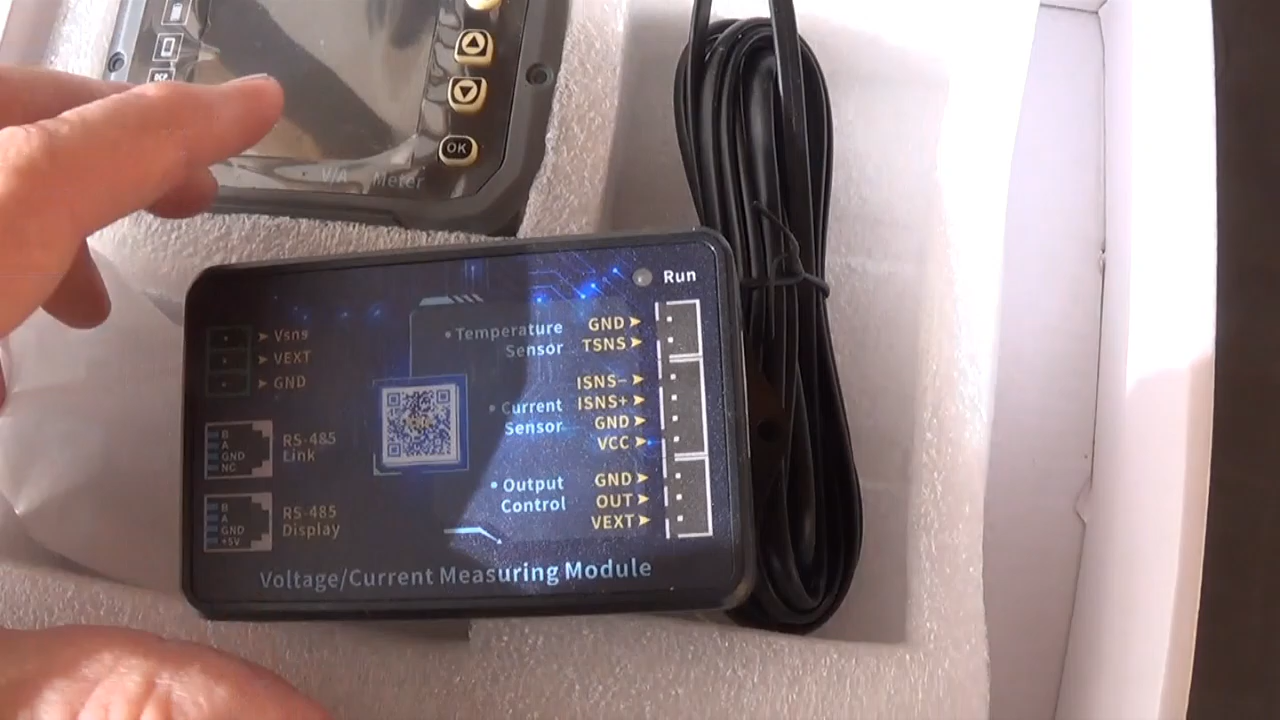 OCP
OK
V/A Meter
Run
Vsns
VEXT
GND
Temperature
Sensor
GND
TSNS
ISNS-
ISNS+
GND
VCC
Current
Sensor
B
A
GND
NC
RS-485
Link
Output
Control
GND
OUT
VEXT
B
A
GND
+5V
RS-485
Display
Voltage/Current Measuring Module